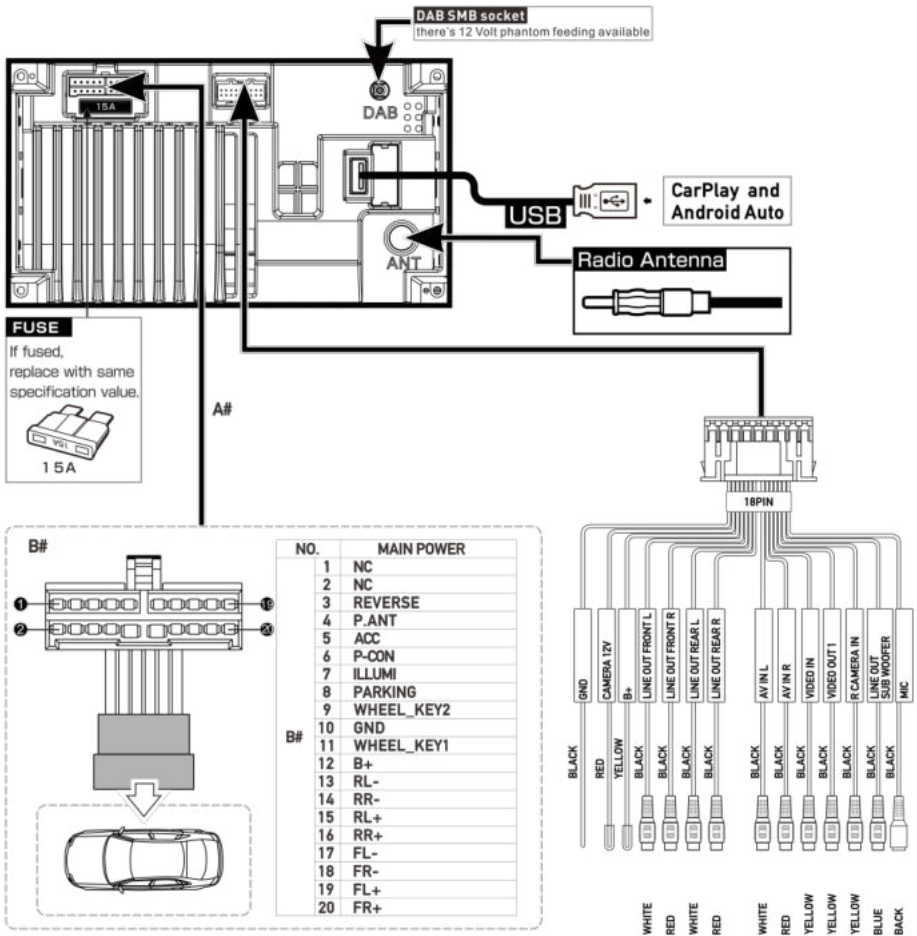 DAB SMB socket
there's 12 Volt phantom feeding available
15A
DAB
CarPlay and
Android Auto
USB
ANT
Radio Antenna
FUSE
If fused,
replace with same
specification value.
15A
15A
A#
18PIN
B#
NO. MAIN POWER
1 NC
2 NC
3 REVERSE
4 P.ANT
5 ACC
6 P-CON
7 ILLUMI
8 PARKING
9 WHEEL_KEY2
10 GND
11 WHEEL_KEY1
12 B+
13 RL-
14 RR-
15 RL+
16 RR+
17 FL-
18 FR-
19 FL+
20 FR+
B#
1
19
2
20
GND
CAMERA 12V
B+
LINE OUT FRONT L
LINE OUT FRONT R
LINE OUT REAR L
LINE OUT REAR R
AV IN L
AV IN R
VIDEO IN
VIDEO OUT 1
R CAMERA IN
LINE OUT
SUB WOOFER
MIC
BLACK
RED
YELLOW
BLACK
BLACK
BLACK
BLACK
BLACK
BLACK
BLACK
BLACK
BLACK
BLACK
BLACK
WHITE
RED
WHITE
RED
WHITE
RED
YELLOW
YELLOW
YELLOW
BLUE
BACK